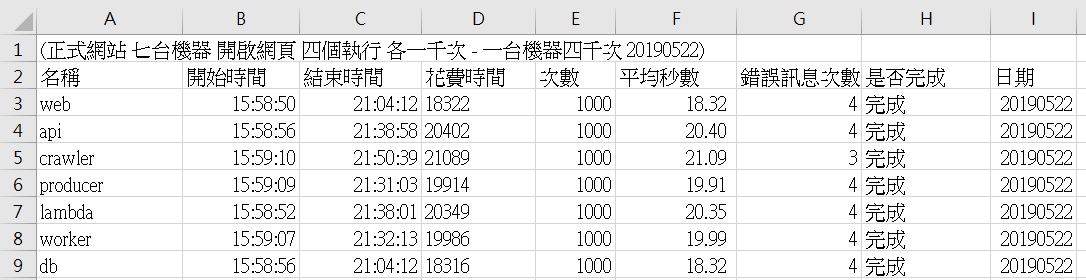 A B C D E F G H I
1 (正式網站 七台機器 開啟網頁 四個執行 各一千次 - 一台機器四千次 20190522)
2 名稱 開始時間 結束時間 花費時間 次數 平均秒數 錯誤訊息次數 是否完成 日期
3 web 15:58:50 21:04:12 18322 1000 18.32 4 完成 20190522
4 api 15:58:56 21:38:58 20402 1000 20.40 4 完成 20190522
5 crawler 15:59:10 21:50:39 21089 1000 21.09 3 完成 20190522
6 producer 15:59:09 21:31:03 19914 1000 19.91 4 完成 20190522
7 lambda 15:58:52 21:38:01 20349 1000 20.35 4 完成 20190522
8 worker 15:59:07 21:32:13 19986 1000 19.99 4 完成 20190522
9 db 15:58:56 21:04:12 18316 1000 18.32 4 完成 20190522